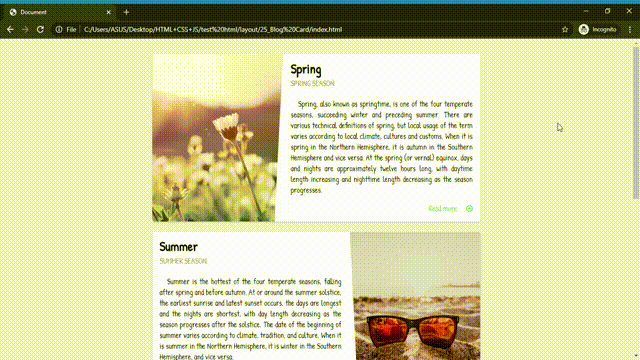 Document
File
C:/Users/ASUS/Desktop/HTML+CSS+JS/test%20html/layout/25_Blog%20Card/index.html
Incognito
Spring
SPRING SEASON
Spring, also known as springtime, is one of the four temperate
seasons, succeeding winter and preceding summer. There are
various technical definitions of spring, but local usage of the term
varies according to local climate, cultures and customs. When it is
spring in the Northern Hemisphere, it is autumn in the Southern
Hemisphere and vice versa. At the spring (or vernal) equinox, days
and nights are approximately twelve hours long, with daytime
length increasing and nighttime length decreasing as the season
progresses.
Read more
Summer
SUMMER SEASON
Summer is the hottest of the four temperate seasons, falling
after spring and before autumn. At or around the summer solstice,
the earliest sunrise and latest sunset occurs, the days are longest
and the nights are shortest, with day length decreasing as the
season progresses after the solstice. The date of the beginning of
summer varies according to climate, tradition, and culture. When it
is summer in the Northern Hemisphere, it is winter in the Southern
Hemisphere, and vice versa.